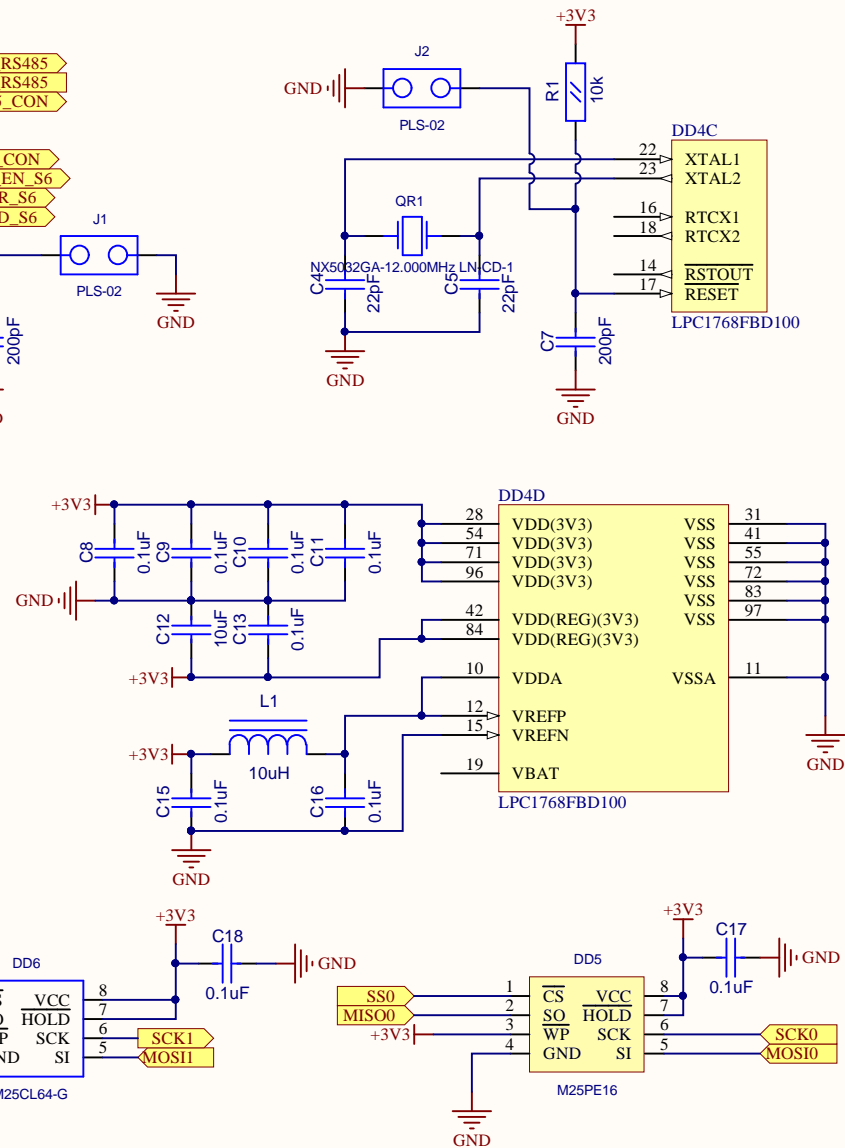 RS485
RS485
_CON
_CON
EN_S6
R_S6
D_S6
J1
PLS-02
GND
200pF
+3V3
J2
GND
PLS-02
R1
10k
DD4C
22
XTAL1
23
XTAL2
16
RTCX1
18
RTCX2
14
RSTOUT
17
RESET
LPC1768FBD100
QR1
NX5032GA-12.000MHz LN-CD-1
C4
22pF
C5
22pF
GND
C7
200pF
GND
+3V3
C8
0.1uF
C9
0.1uF
C10
0.1uF
C11
0.1uF
GND
C12
10uF
C13
0.1uF
+3V3
L1
+3V3
10uH
C15
0.1uF
C16
0.1uF
GND
DD4D
28
VDD(3V3)
VSS
31
54
VDD(3V3)
VSS
41
71
VDD(3V3)
VSS
55
96
VDD(3V3)
VSS
72
VSS
83
42
VDD(REG)(3V3)
VSS
97
84
VDD(REG)(3V3)
10
VDDA
VSSA
11
12
VREFP
15
VREFN
19
VBAT
LPC1768FBD100
GND
+3V3
C18
GND
0.1uF
DD6
VCC
8
HOLD
7
SCK
6
SCK1
ND
SI
5
MOSI1
M25CL64-G
+3V3
C17
GND
0.1uF
DD5
SS0
1
CS
VCC
8
MISO0
2
SO
HOLD
7
+3V3
3
WP
SCK
6
SCK0
4
GND
SI
5
MOSI0
M25PE16
GND